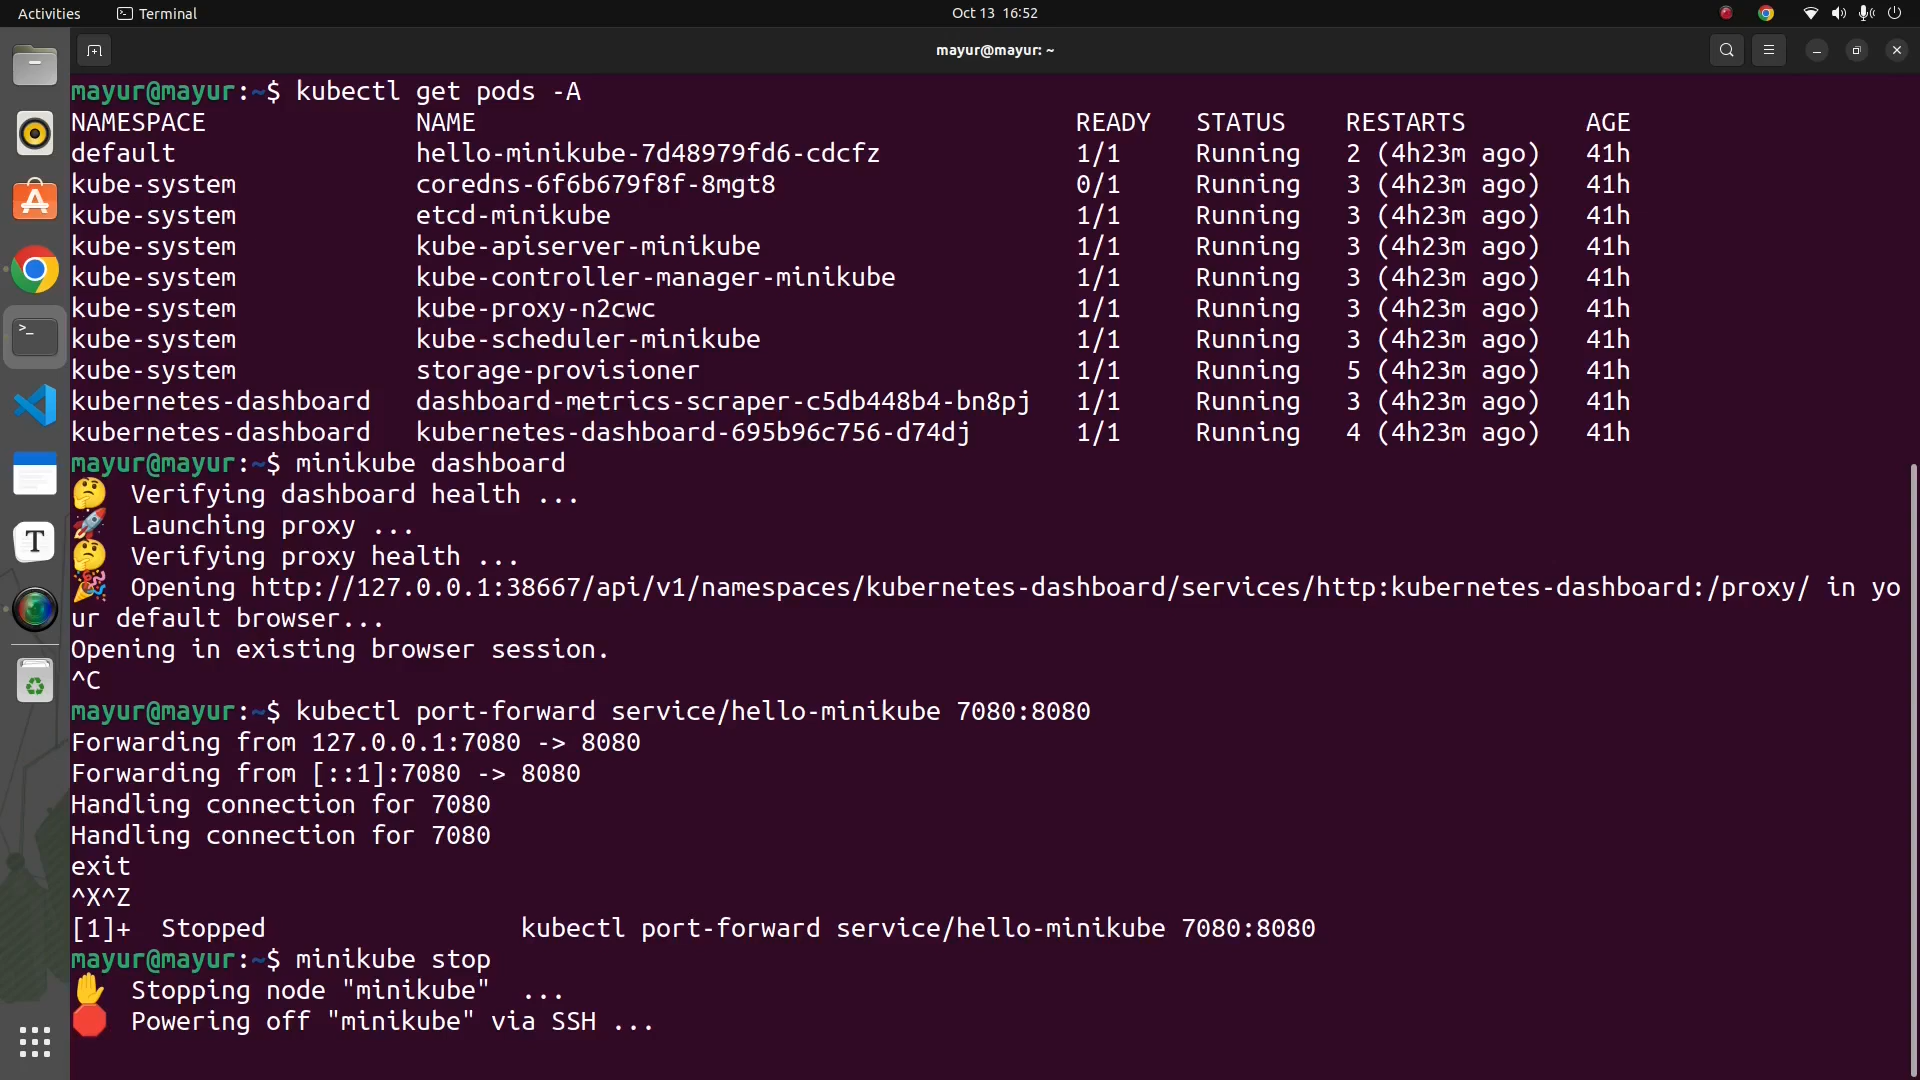 Activities Terminal Oct 13 16:52
mayur@mayur: ~
mayur@mayur:~$ kubectl get pods -A
NAMESPACE NAME READY STATUS RESTARTS AGE
default hello-minikube-7d48979fd6-cdcfz 1/1 Running 2 (4h23m ago) 41h
kube-system coredns-6f6b679f8f-8mgt8 0/1 Running 3 (4h23m ago) 41h
kube-system etcd-minikube 1/1 Running 3 (4h23m ago) 41h
kube-system kube-apiserver-minikube 1/1 Running 3 (4h23m ago) 41h
kube-system kube-controller-manager-minikube 1/1 Running 3 (4h23m ago) 41h
kube-system kube-proxy-n2cwc 1/1 Running 3 (4h23m ago) 41h
kube-system kube-scheduler-minikube 1/1 Running 3 (4h23m ago) 41h
kube-system storage-provisioner 1/1 Running 5 (4h23m ago) 41h
kubernetes-dashboard dashboard-metrics-scraper-c5db448b4-bn8pj 1/1 Running 3 (4h23m ago) 41h
kubernetes-dashboard kubernetes-dashboard-695b96c756-d74dj 1/1 Running 4 (4h23m ago) 41h
mayur@mayur:~$ minikube dashboard
🤔 Verifying dashboard health ...
🚀 Launching proxy ...
🤔 Verifying proxy health ...
🎉 Opening http://127.0.0.1:38667/api/v1/namespaces/kubernetes-dashboard/services/http:kubernetes-dashboard:/proxy/ in yo
ur default browser...
Opening in existing browser session.
^C
mayur@mayur:~$ kubectl port-forward service/hello-minikube 7080:8080
Forwarding from 127.0.0.1:7080 -> 8080
Forwarding from [::1]:7080 -> 8080
Handling connection for 7080
Handling connection for 7080
exit
^X^Z
[1]+ Stopped kubectl port-forward service/hello-minikube 7080:8080
mayur@mayur:~$ minikube stop
✋ Stopping node "minikube" ...
🛑 Powering off "minikube" via SSH ...